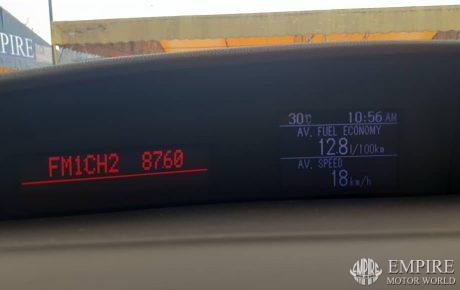 EMPIRE
30℃ 10:56 AM
AV. FUEL ECONOMY
12.8 l/100km
AV. SPEED
18 km/h
FM1CH2 8760
EMPIRE
MOTOR WORLD